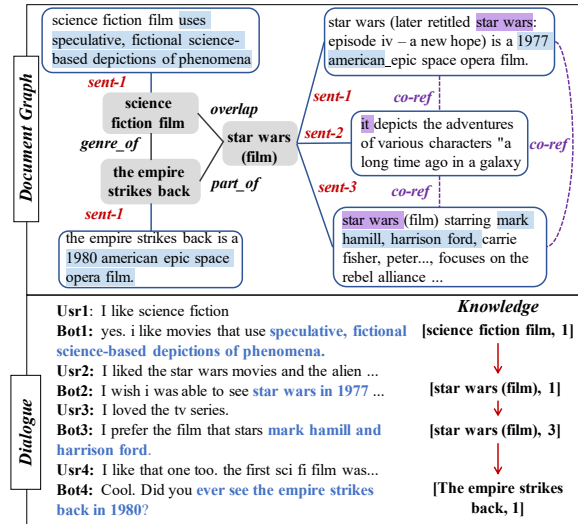 Document Graph
science fiction film uses
speculative, fictional science-
based depictions of phenomena
sent-1
science
fiction film
overlap
genre_of
star wars
(film)
the empire
strikes back
part_of
sent-1
the empire strikes back is a
1980 american epic space
opera film.
star wars (later retitled star wars:
episode iv – a new hope) is a 1977
american epic space opera film.
sent-1
co-ref
sent-2
it depicts the adventures
of various characters "a
long time ago in a galaxy
co-ref
sent-3
co-ref
star wars (film) starring mark
hamill, harrison ford, carrie
fisher, peter..., focuses on the
rebel alliance ...
Dialogue
Usr1: I like science fiction
Bot1: yes. i like movies that use speculative, fictional
science-based depictions of phenomena.
Usr2: I liked the star wars movies and the alien ...
Bot2: I wish i was able to see star wars in 1977 ...
Usr3: I loved the tv series.
Bot3: I prefer the film that stars mark hamill and
harrison ford.
Usr4: I like that one too. the first sci fi film was...
Bot4: Cool. Did you ever see the empire strikes
back in 1980?
Knowledge
[science fiction film, 1]
[star wars (film), 1]
[star wars (film), 3]
[The empire strikes
back, 1]